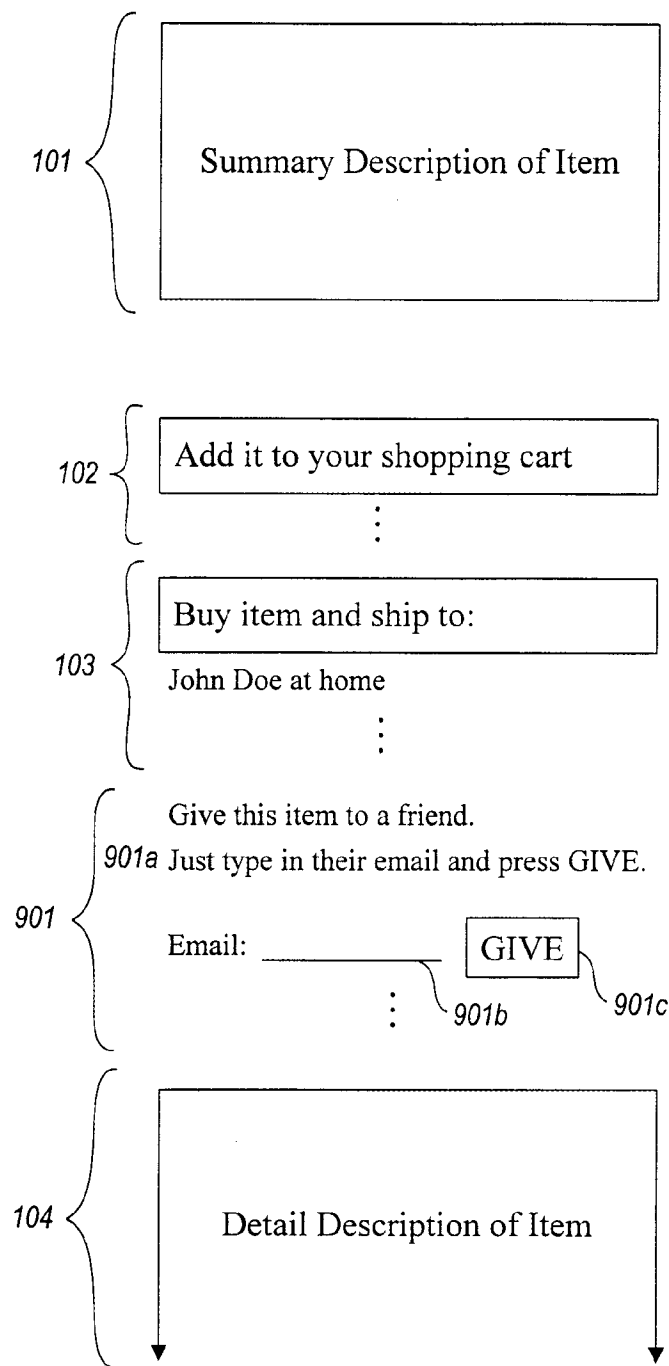 101
Summary Description of Item
102
Add it to your shopping cart
103
Buy item and ship to:
John Doe at home
901
Give this item to a friend.
901a Just type in their email and press GIVE.
Email: GIVE
901b
901c
104
Detail Description of Item